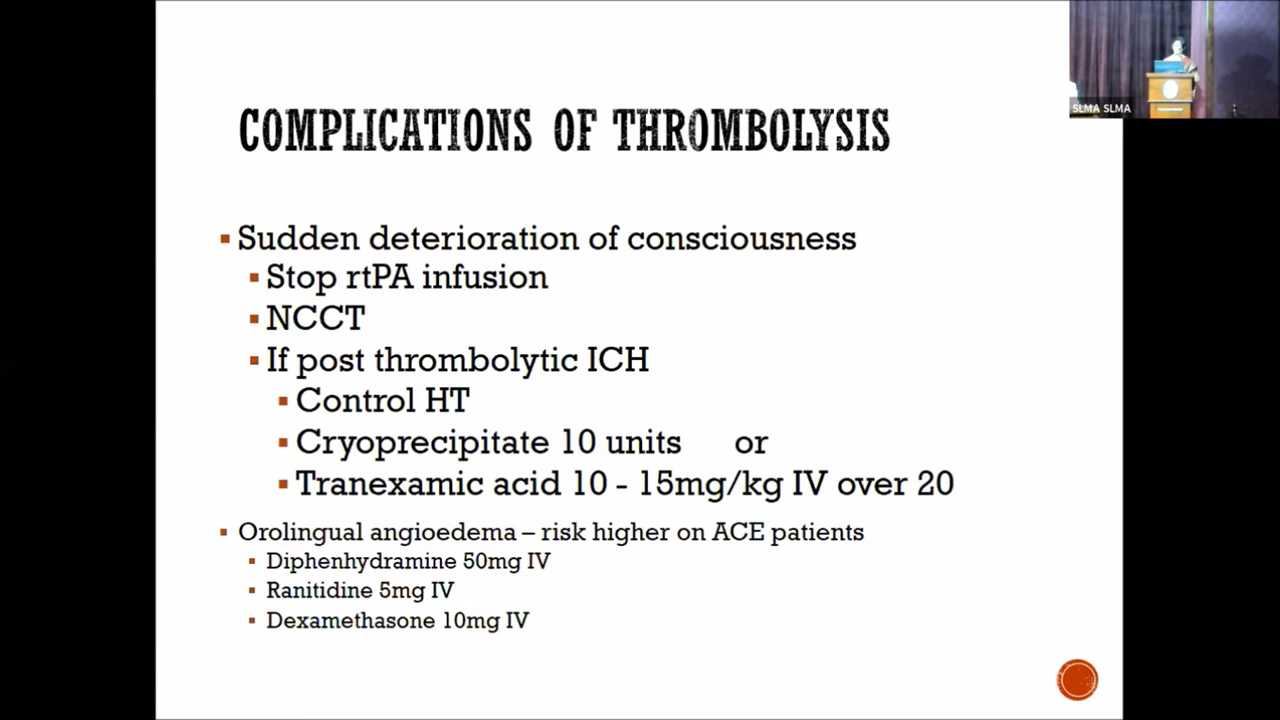 SLMA SLMA
COMPLICATIONS OF THROMBOLYSIS
Sudden deterioration of consciousness
Stop rtPA infusion
NCCT
If post thrombolytic ICH
Control HT
Cryoprecipitate 10 units or
Tranexamic acid 10 - 15mg/kg IV over 20
Orolingual angioedema – risk higher on ACE patients
Diphenhydramine 50mg IV
Ranitidine 5mg IV
Dexamethasone 10mg IV